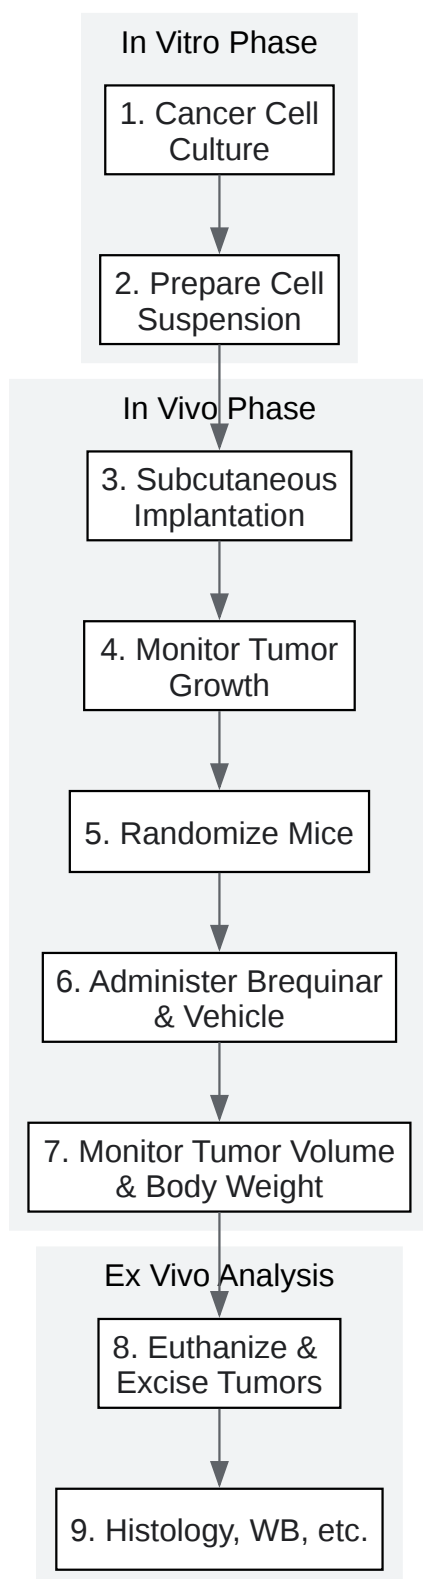 In Vitro Phase
1. Cancer Cell
Culture
2. Prepare Cell
Suspension
In Vivo Phase
3. Subcutaneous
Implantation
4. Monitor Tumor
Growth
5. Randomize Mice
6. Administer Brequinar
& Vehicle
7. Monitor Tumor Volume
& Body Weight
Ex Vivo Analysis
8. Euthanize &
Excise Tumors
9. Histology, WB, etc.